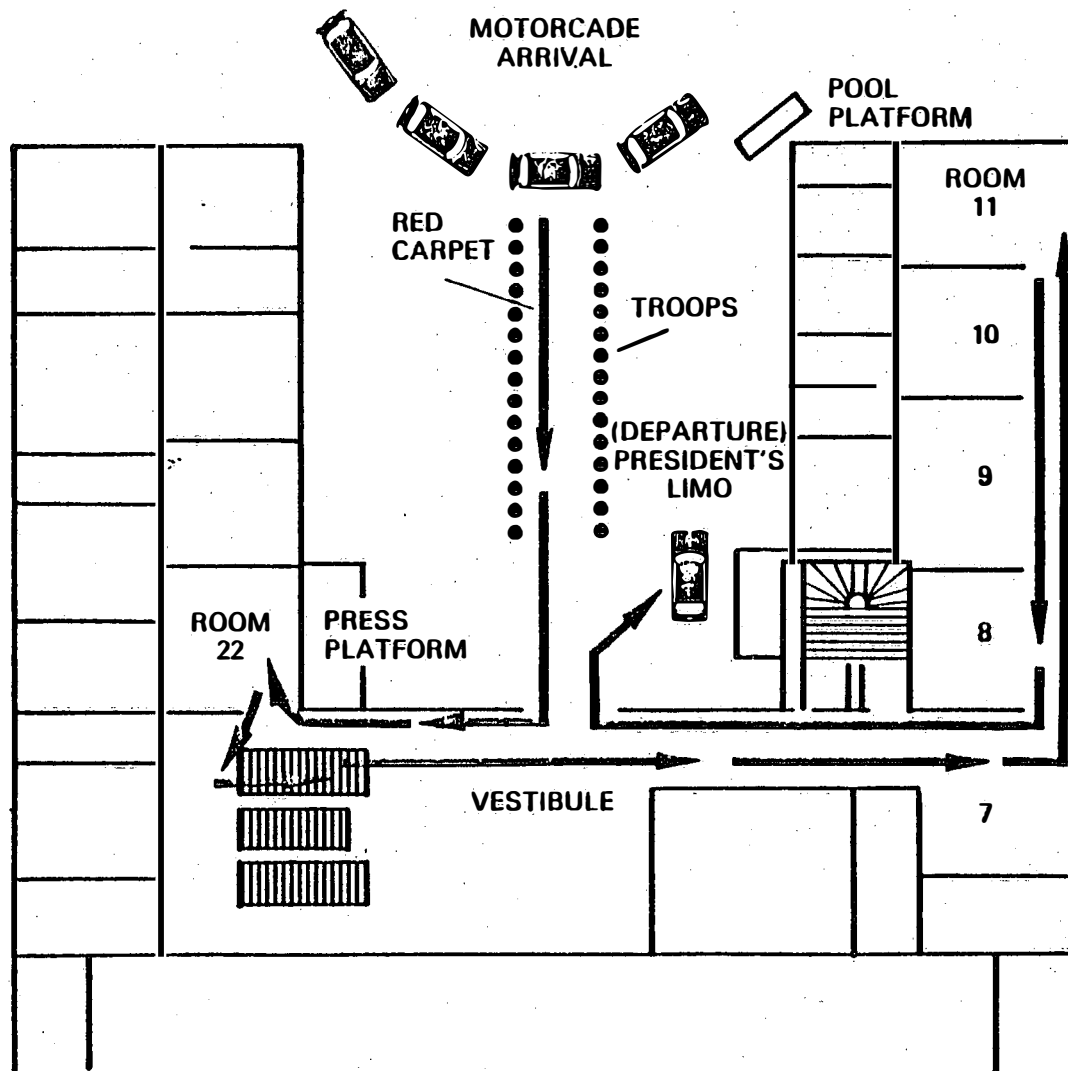 MOTORCADE
ARRIVAL
POOL
PLATFORM
ROOM
11
RED
CARPET
TROOPS
10
(DEPARTURE)
PRESIDENT'S
LIMO
9
ROOM
22
PRESS
PLATFORM
8
VESTIBULE
7